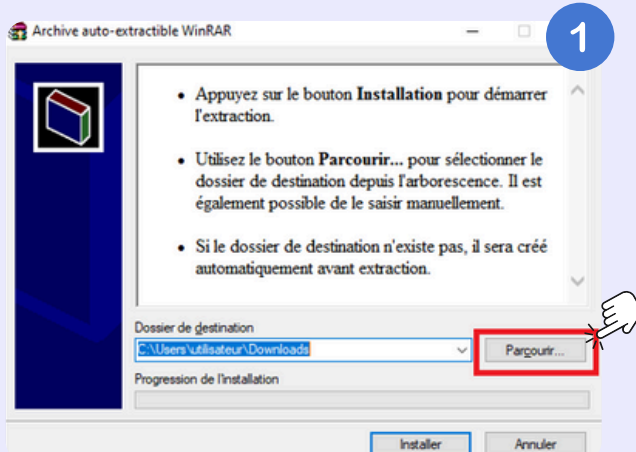 Archive auto-extractible WinRAR
1
• Appuyez sur le bouton Installation pour démarrer
l'extraction.
• Utilisez le bouton Parcourir... pour sélectionner le
dossier de destination depuis l'arborescence. Il est
également possible de le saisir manuellement.
• Si le dossier de destination n'existe pas, il sera créé
automatiquement avant extraction.
Dossier de destination
C:\Users\utilisateur\Downloads
Parcourir...
Progression de l'installation
Installer Annuler